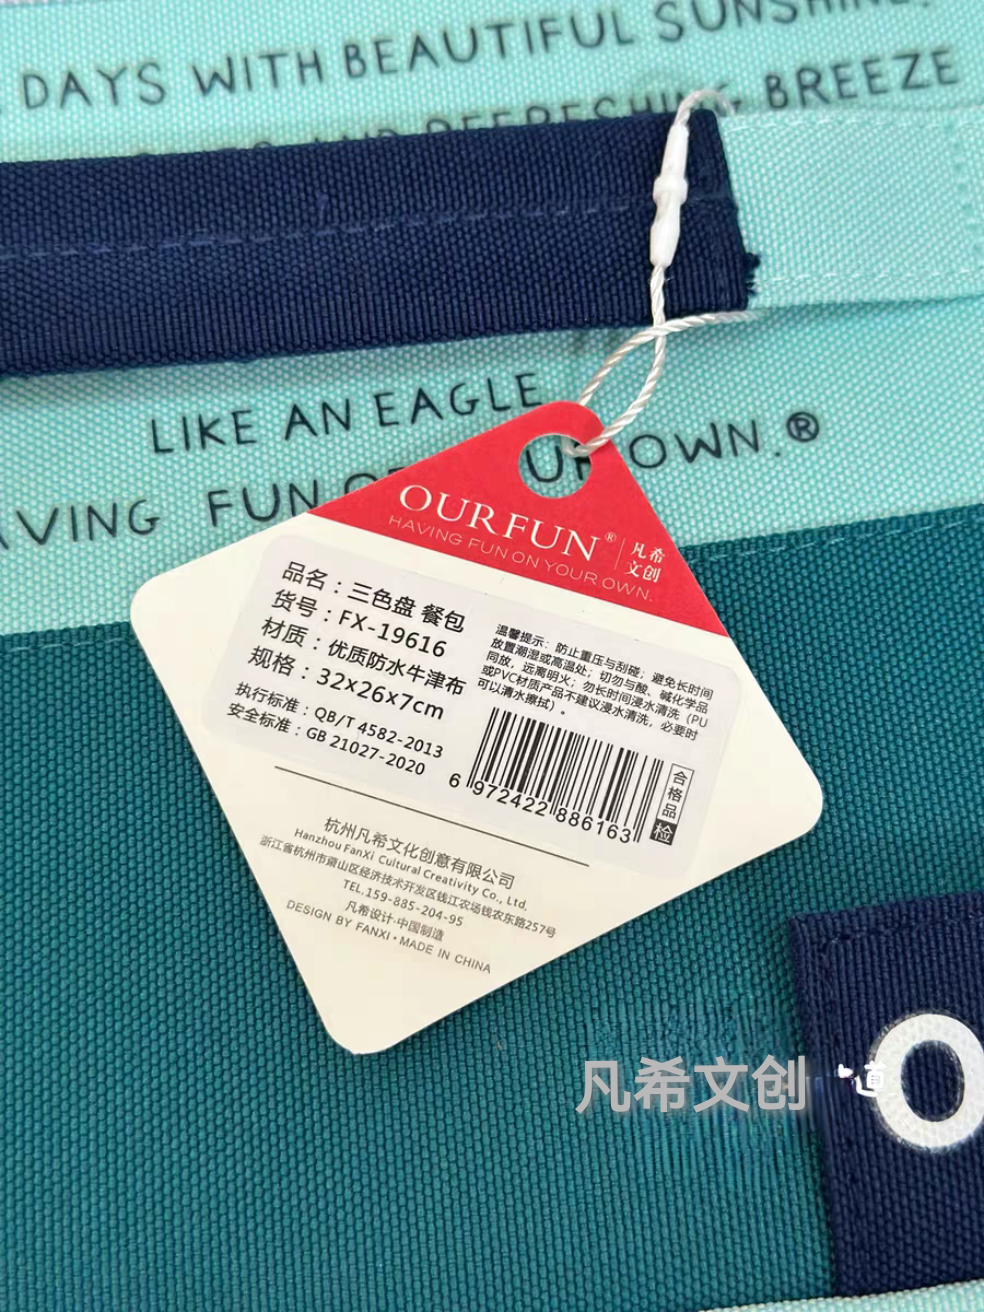 DAYS WITH BEAUTIFUL SUNSHINE.
AND REFRESHING BREEZE
LIKE AN EAGLE
FUN OWN.®
OURFUN® 凡希文创
HAVING FUN ON YOUR OWN.
品名：三色盘 餐包
货号：FX-19616
材质：优质防水牛津布
规格：32x26x7cm
执行标准：QB/T 4582-2013
安全标准：GB 21027-2020
温馨提示：防止重压与刮碰；避免长时间
放置潮湿或高温处；切勿与酸、碱化学品
同放，远离明火；勿长时间浸水清洗（PU
或PVC材质产品不建议浸水清洗，必要时
可以清水擦拭）。
6 972422 886163
合格品 检
杭州凡希文化创意有限公司
Hanzhou FanXi Cultural Creativity Co., Ltd.
浙江省杭州市萧山区经济技术开发区钱江农场钱农东路257号
TEL.159-885-204-95
凡希设计·中国制造
DESIGN BY FANXI • MADE IN CHINA
凡希文创
道
O